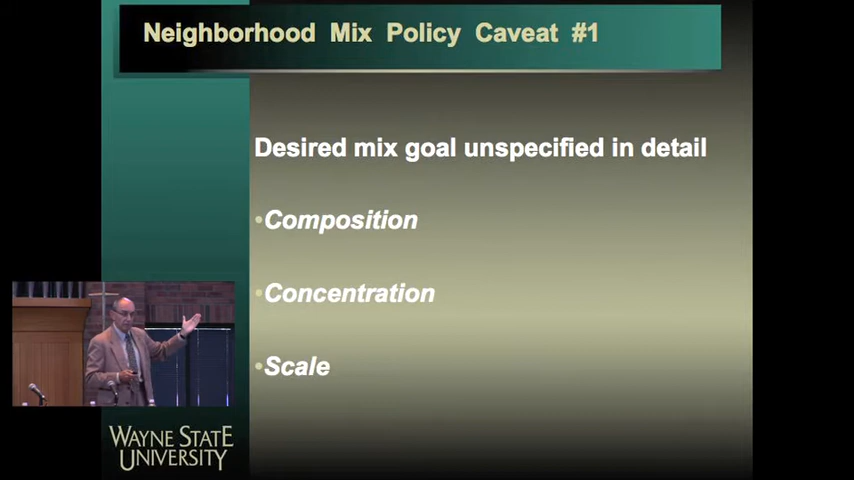 Neighborhood Mix Policy Caveat #1
Desired mix goal unspecified in detail
•Composition
•Concentration
•Scale
WAYNE STATE
UNIVERSITY